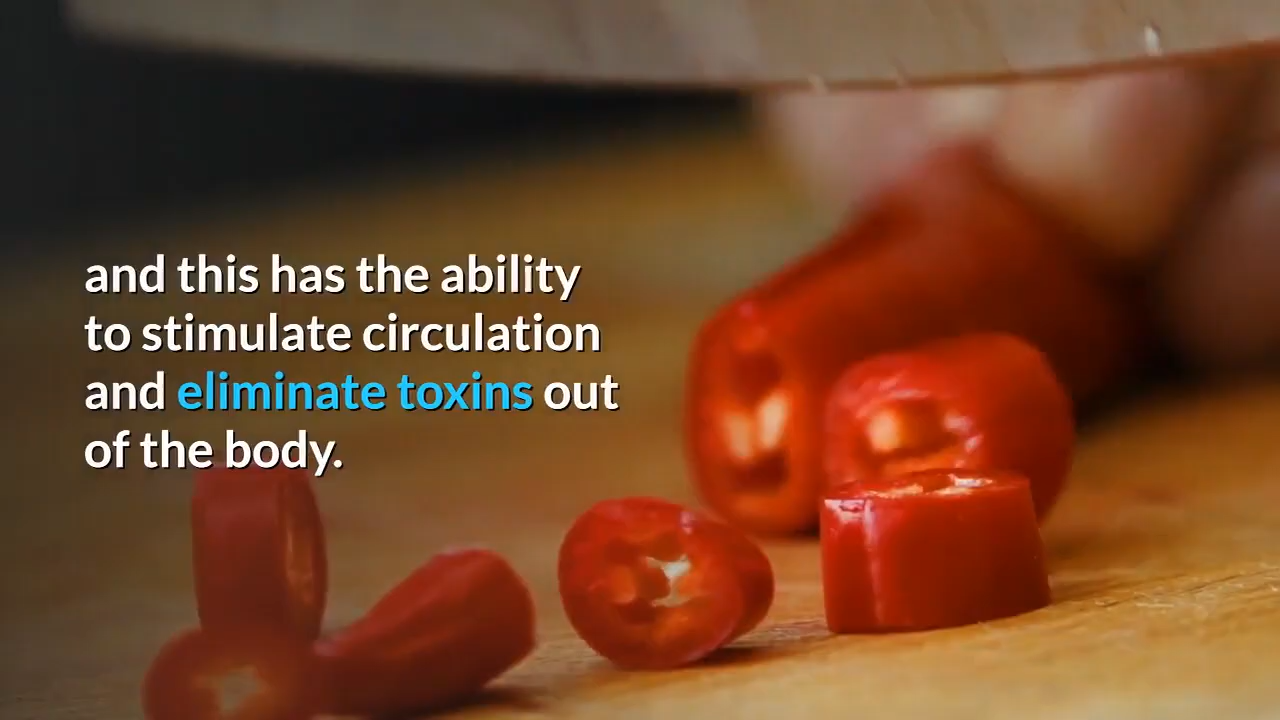 and this has the ability
to stimulate circulation
and eliminate toxins out
of the body.